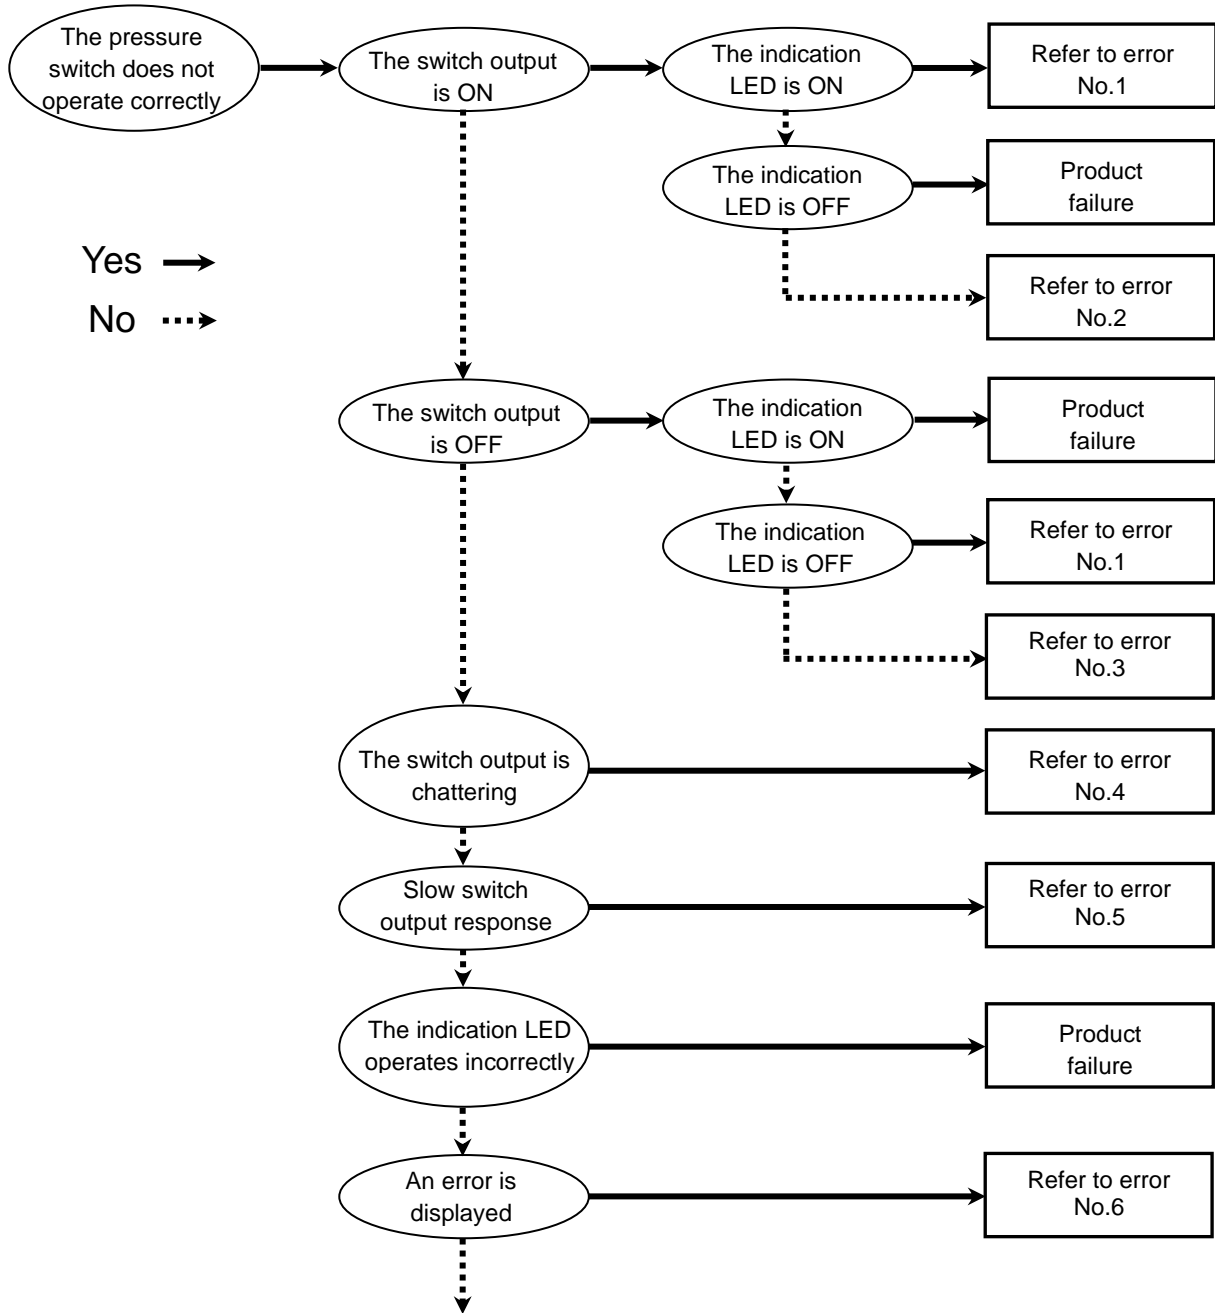 The pressure
switch does not
operate correctly
The switch output
is ON
The indication
LED is ON
Refer to error
No.1
The indication
LED is OFF
Product
failure
Yes
No
Refer to error
No.2
The switch output
is OFF
The indication
LED is ON
Product
failure
The indication
LED is OFF
Refer to error
No.1
Refer to error
No.3
The switch output is
chattering
Refer to error
No.4
Slow switch
output response
Refer to error
No.5
The indication LED
operates incorrectly
Product
failure
An error is
displayed
Refer to error
No.6